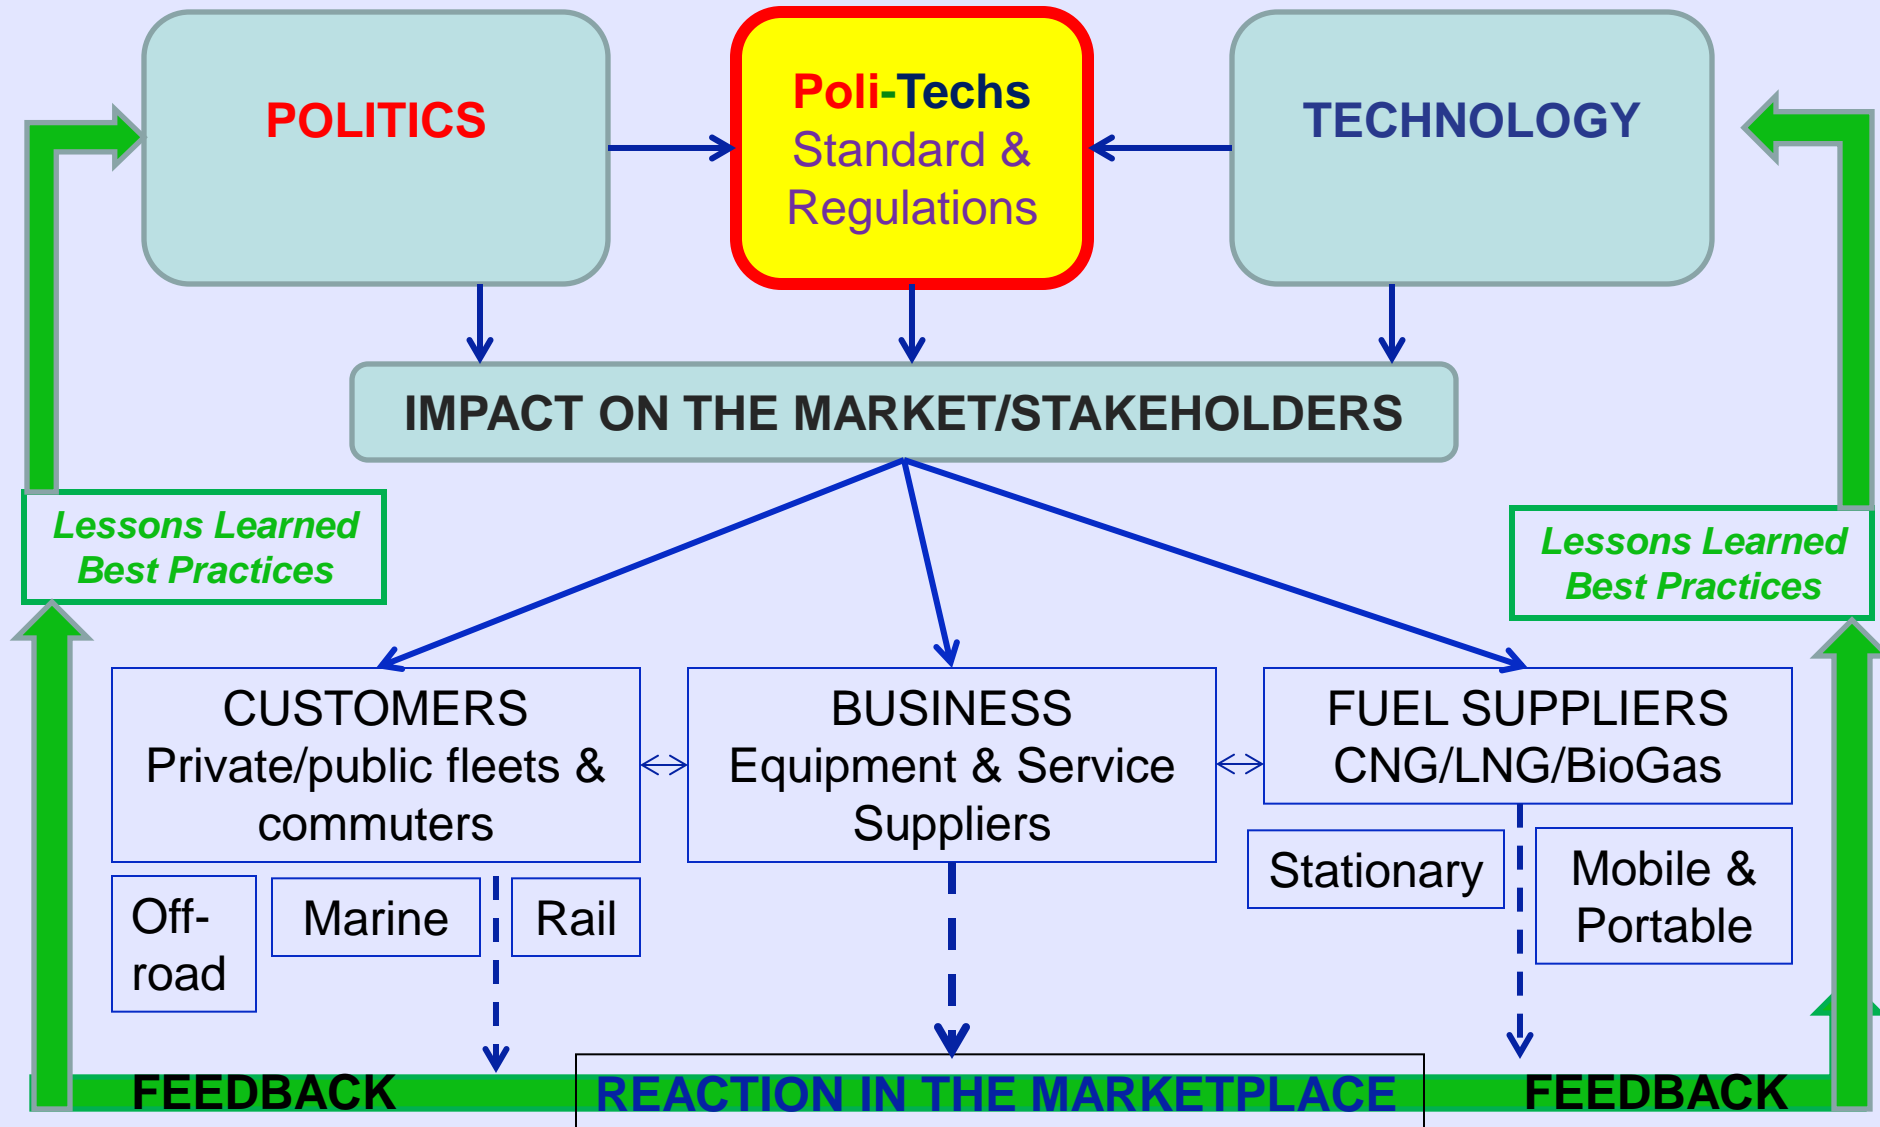 POLITICS
Poli-Techs
Standard &
Regulations
TECHNOLOGY
IMPACT ON THE MARKET/STAKEHOLDERS
Lessons Learned
Best Practices
Lessons Learned
Best Practices
CUSTOMERS
Private/public fleets &
commuters
BUSINESS
Equipment & Service
Suppliers
FUEL SUPPLIERS
CNG/LNG/BioGas
Off-
road
Marine
Rail
Stationary
Mobile &
Portable
FEEDBACK
REACTION IN THE MARKETPLACE
FEEDBACK